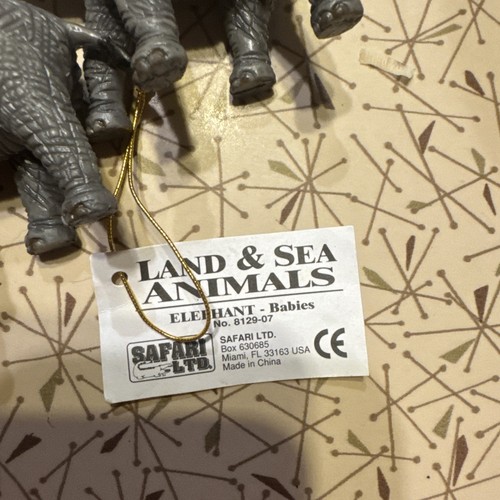 LAND & SEA
ANIMALS
ELEPHANT - Babies
No. 8129-07
SAFARI
LTD.
SAFARI LTD.
Box 630685
Miami, FL 33163 USA
Made in China
CE